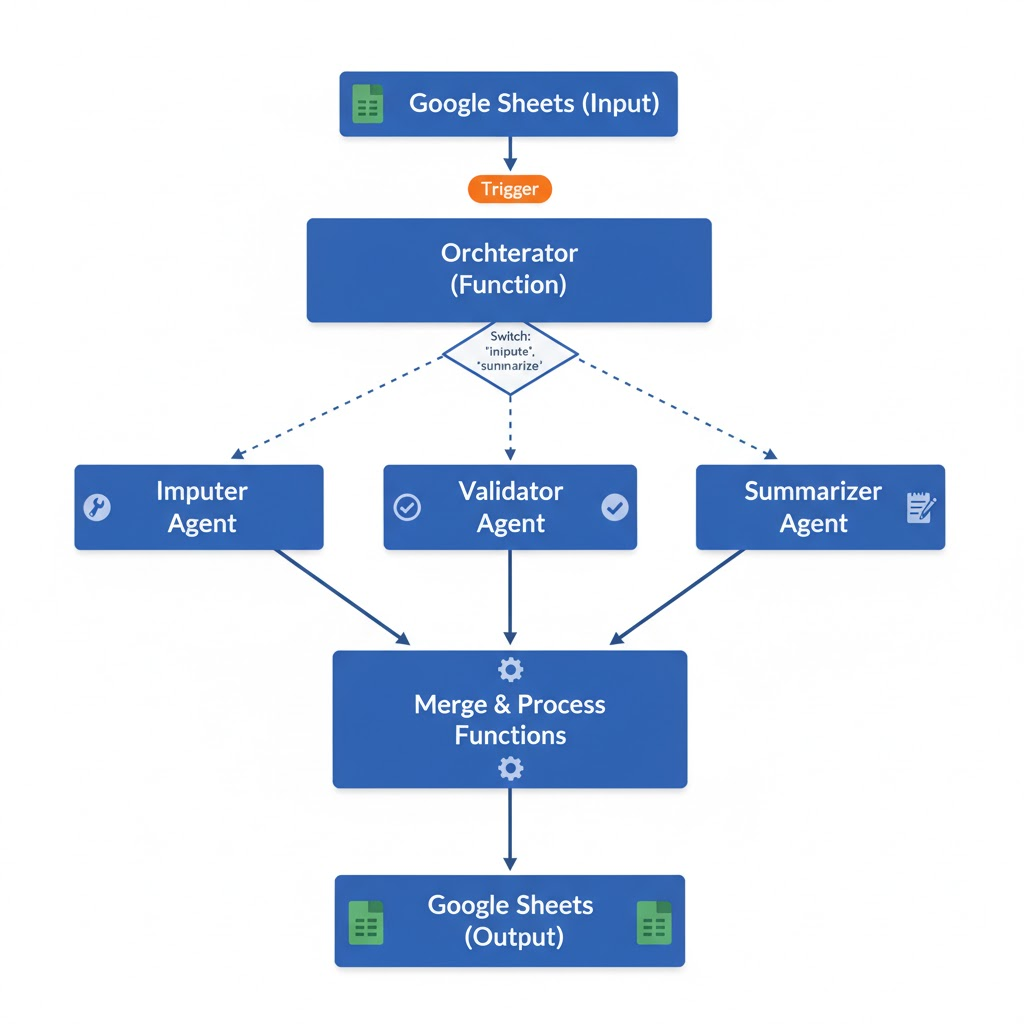 Google Sheets (Input)
Trigger
Orchterator
(Function)
Switch:
"inipute",
"sunnarize"
Imputer
Agent
Validator
Agent
Summarizer
Agent
Merge & Process
Functions
Google Sheets
(Output)